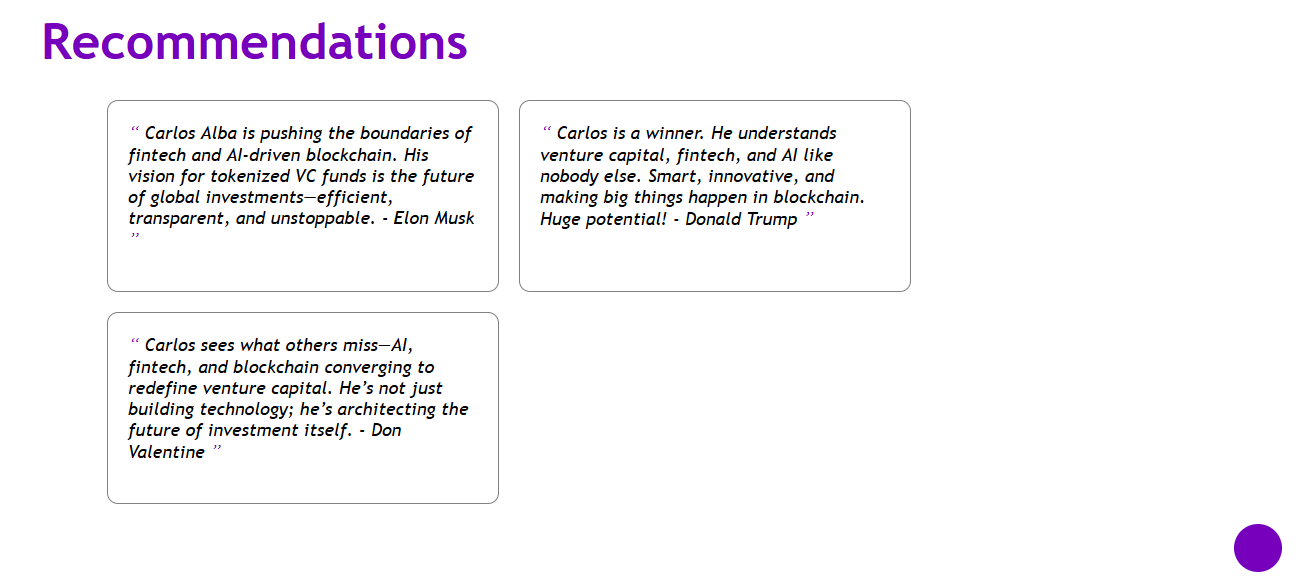 Recommendations
“ Carlos Alba is pushing the boundaries of
fintech and AI-driven blockchain. His
vision for tokenized VC funds is the future
of global investments—efficient,
transparent, and unstoppable. - Elon Musk
”
“ Carlos is a winner. He understands
venture capital, fintech, and AI like
nobody else. Smart, innovative, and
making big things happen in blockchain.
Huge potential! - Donald Trump ”
“ Carlos sees what others miss—AI,
fintech, and blockchain converging to
redefine venture capital. He’s not just
building technology; he’s architecting the
future of investment itself. - Don
Valentine ”